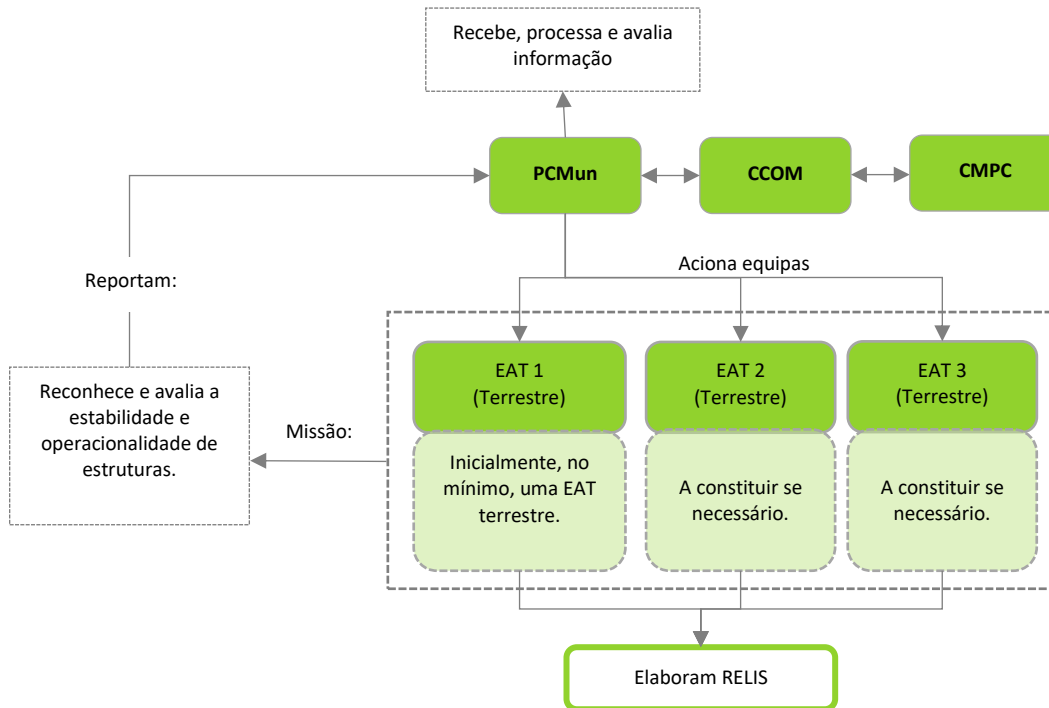 Recebe, processa e avalia
informação
PCMun
CCOM
CMPC
Reportam:
Aciona equipas
EAT 1
(Terrestre)
EAT 2
(Terrestre)
EAT 3
(Terrestre)
Reconhece e avalia a
estabilidade e
operacionalidade de
estruturas.
Missão:
Inicialmente, no
mínimo, uma EAT
terrestre.
A constituir se
necessário.
A constituir se
necessário.
Elaboram RELIS